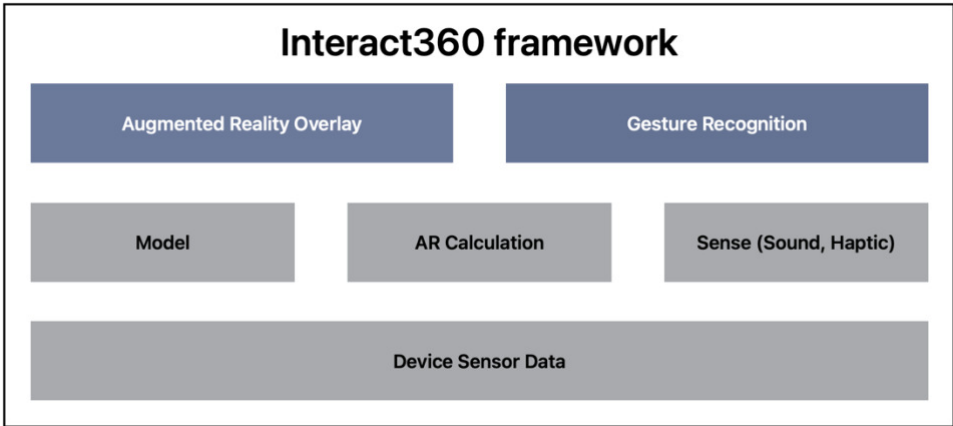 Interact360 framework
Augmented Reality Overlay
Gesture Recognition
Model
AR Calculation
Sense (Sound, Haptic)
Device Sensor Data